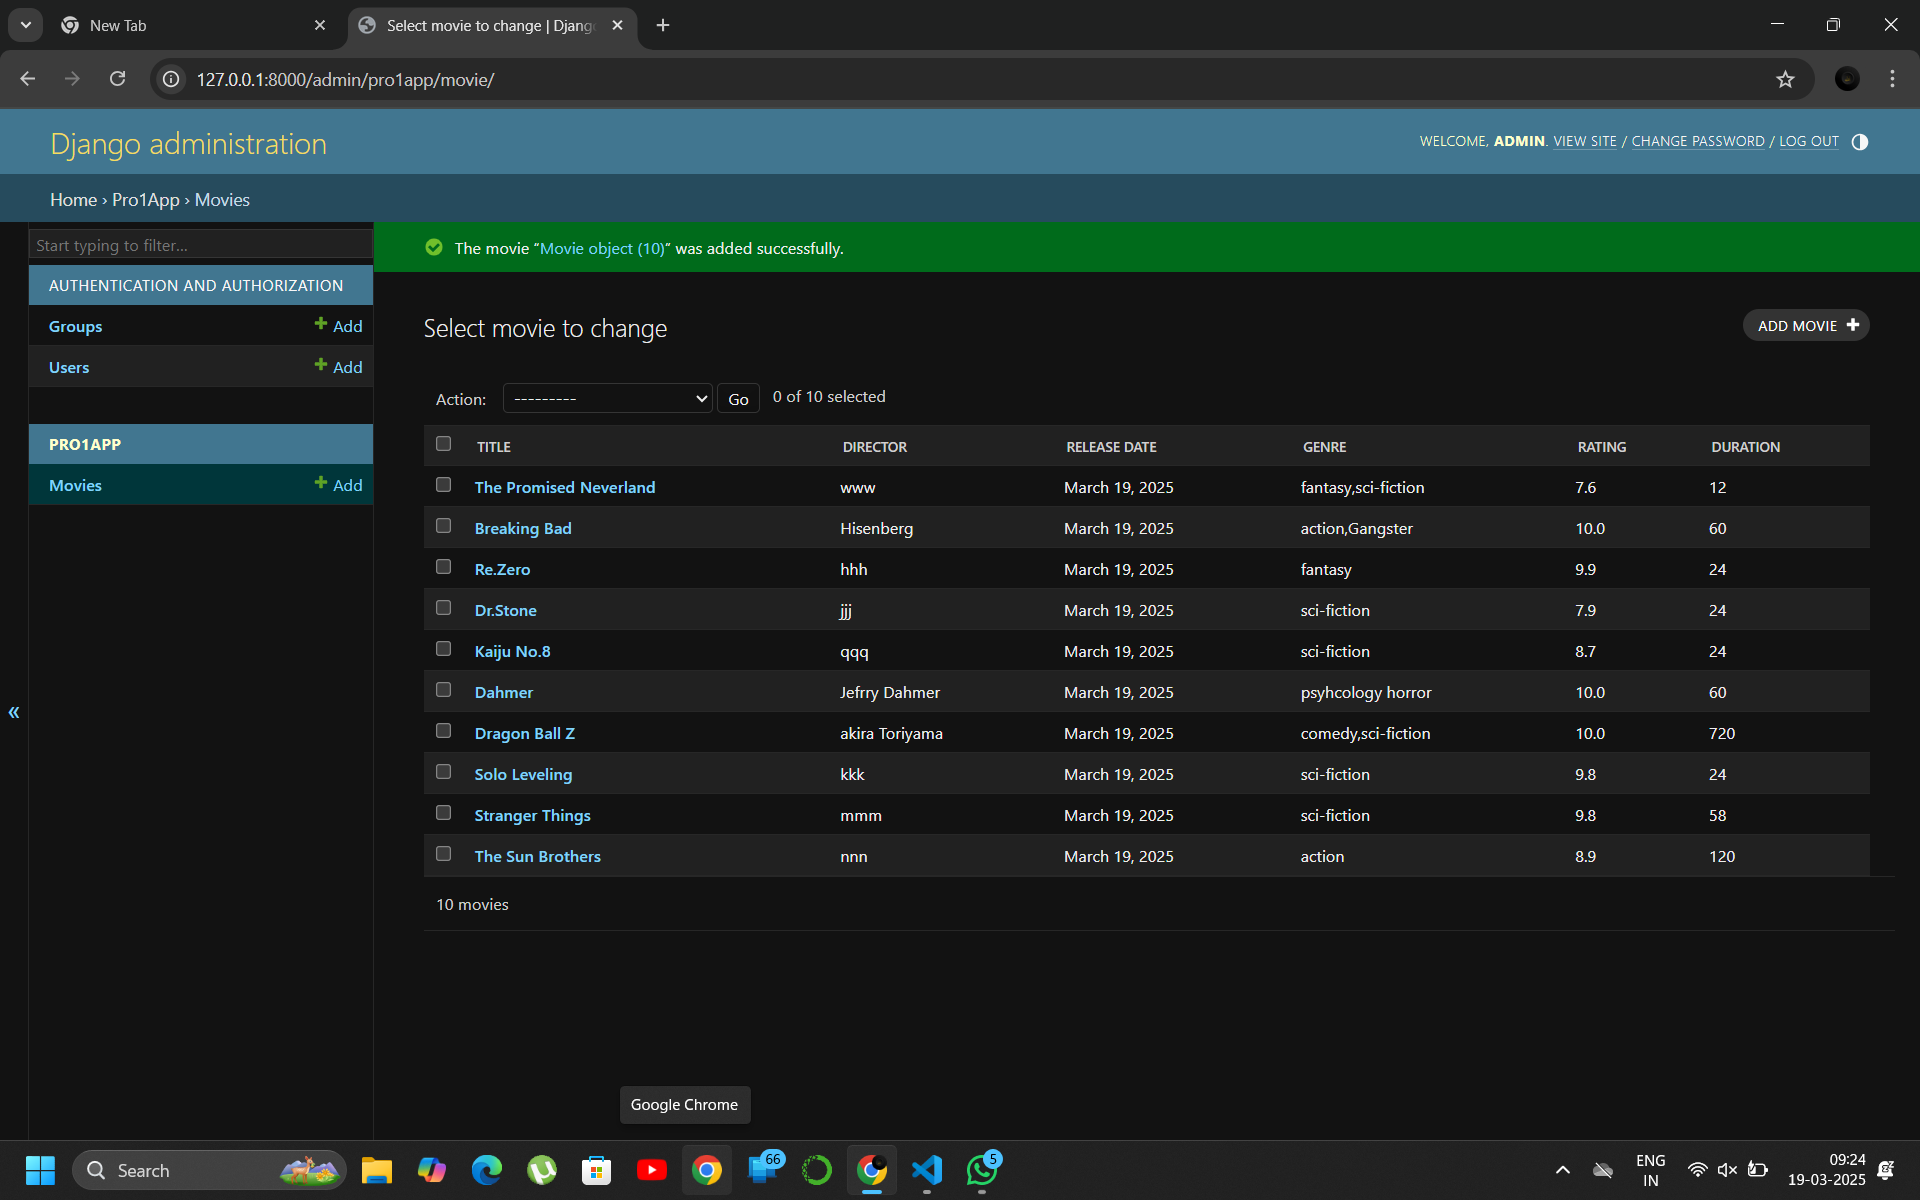 New Tab
Select movie to change | Djang
127.0.0.1:8000/admin/pro1app/movie/
Django administration
WELCOME, ADMIN. VIEW SITE / CHANGE PASSWORD / LOG OUT
Home › Pro1App › Movies
Start typing to filter...
The movie “Movie object (10)” was added successfully.
AUTHENTICATION AND AUTHORIZATION
Groups Add
Users Add
PRO1APP
Movies Add
Select movie to change
ADD MOVIE
Action: --------- Go 0 of 10 selected
TITLE DIRECTOR RELEASE DATE GENRE RATING DURATION
The Promised Neverland www March 19, 2025 fantasy,sci-fiction 7.6 12
Breaking Bad Hisenberg March 19, 2025 action,Gangster 10.0 60
Re.Zero hhh March 19, 2025 fantasy 9.9 24
Dr.Stone jjj March 19, 2025 sci-fiction 7.9 24
Kaiju No.8 qqq March 19, 2025 sci-fiction 8.7 24
Dahmer Jefrry Dahmer March 19, 2025 psyhcology horror 10.0 60
Dragon Ball Z akira Toriyama March 19, 2025 comedy,sci-fiction 10.0 720
Solo Leveling kkk March 19, 2025 sci-fiction 9.8 24
Stranger Things mmm March 19, 2025 sci-fiction 9.8 58
The Sun Brothers nnn March 19, 2025 action 8.9 120
10 movies
«
Google Chrome
Search
66
5
ENG
IN
09:24
19-03-2025